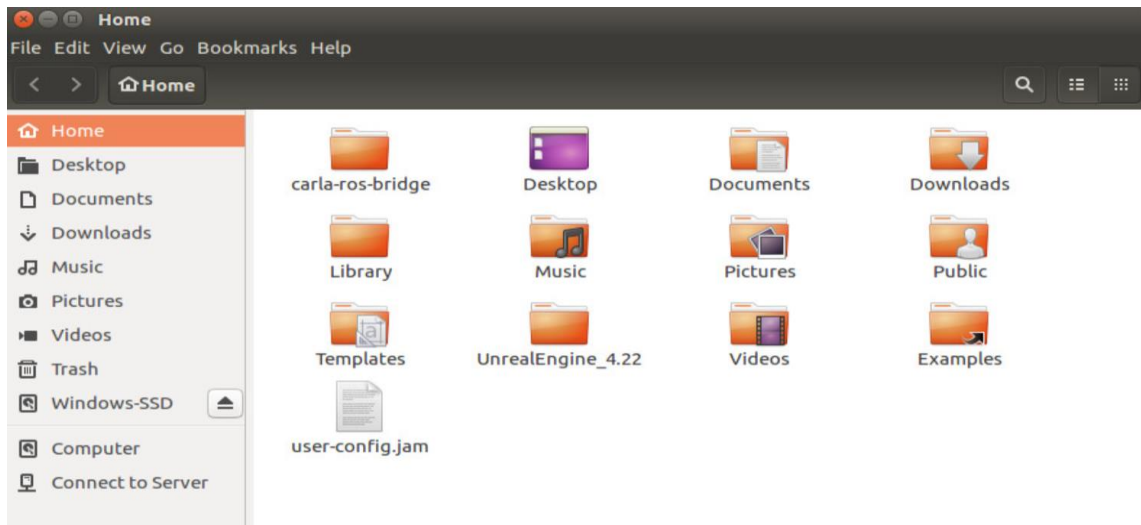 Home
File Edit View Go Bookmarks Help
Home
Home
Desktop
Documents
Downloads
Music
Pictures
Videos
Trash
Windows-SSD
Computer
Connect to Server
carla-ros-bridge Desktop Documents Downloads
Library Music Pictures Public
Templates UnrealEngine_4.22 Videos Examples
user-config.jam